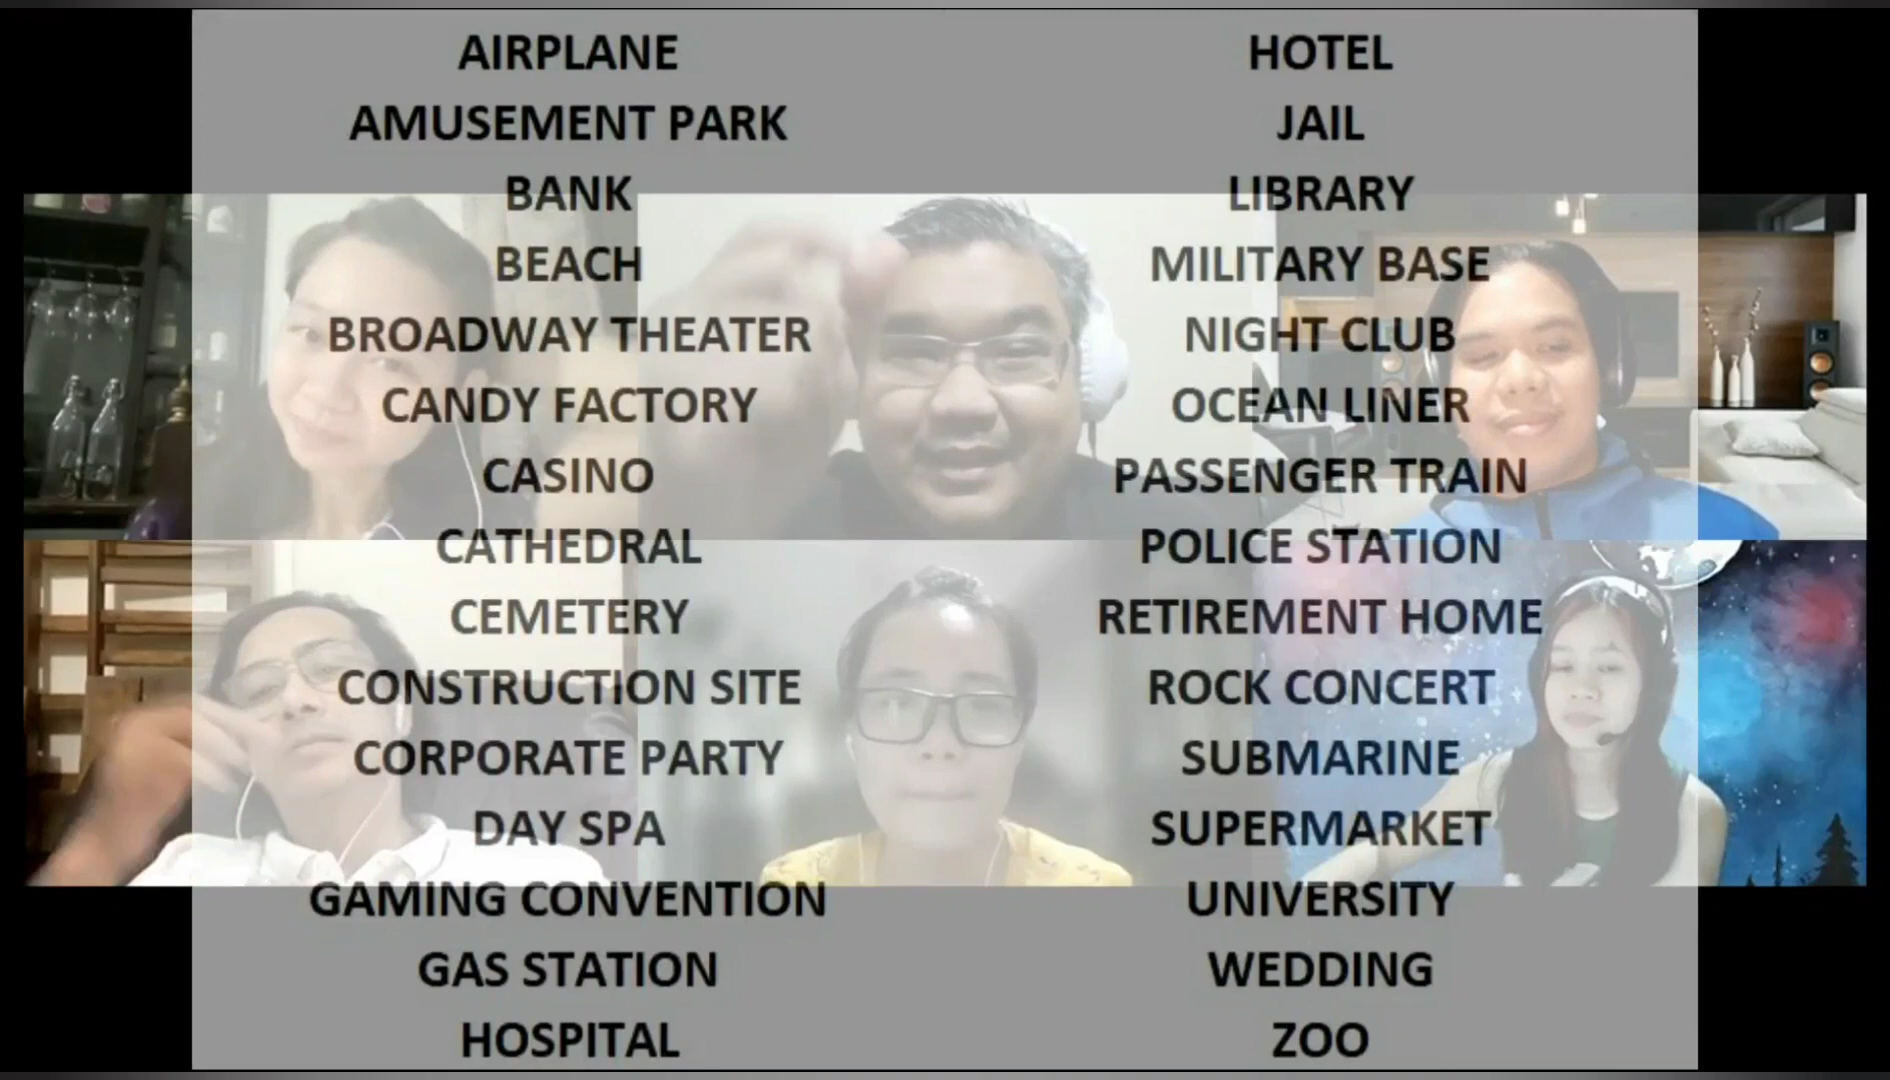 AIRPLANE
AMUSEMENT PARK
BANK
BEACH
BROADWAY THEATER
CANDY FACTORY
CASINO
CATHEDRAL
CEMETERY
CONSTRUCTION SITE
CORPORATE PARTY
DAY SPA
GAMING CONVENTION
GAS STATION
HOSPITAL
HOTEL
JAIL
LIBRARY
MILITARY BASE
NIGHT CLUB
OCEAN LINER
PASSENGER TRAIN
POLICE STATION
RETIREMENT HOME
ROCK CONCERT
SUBMARINE
SUPERMARKET
UNIVERSITY
WEDDING
ZOO